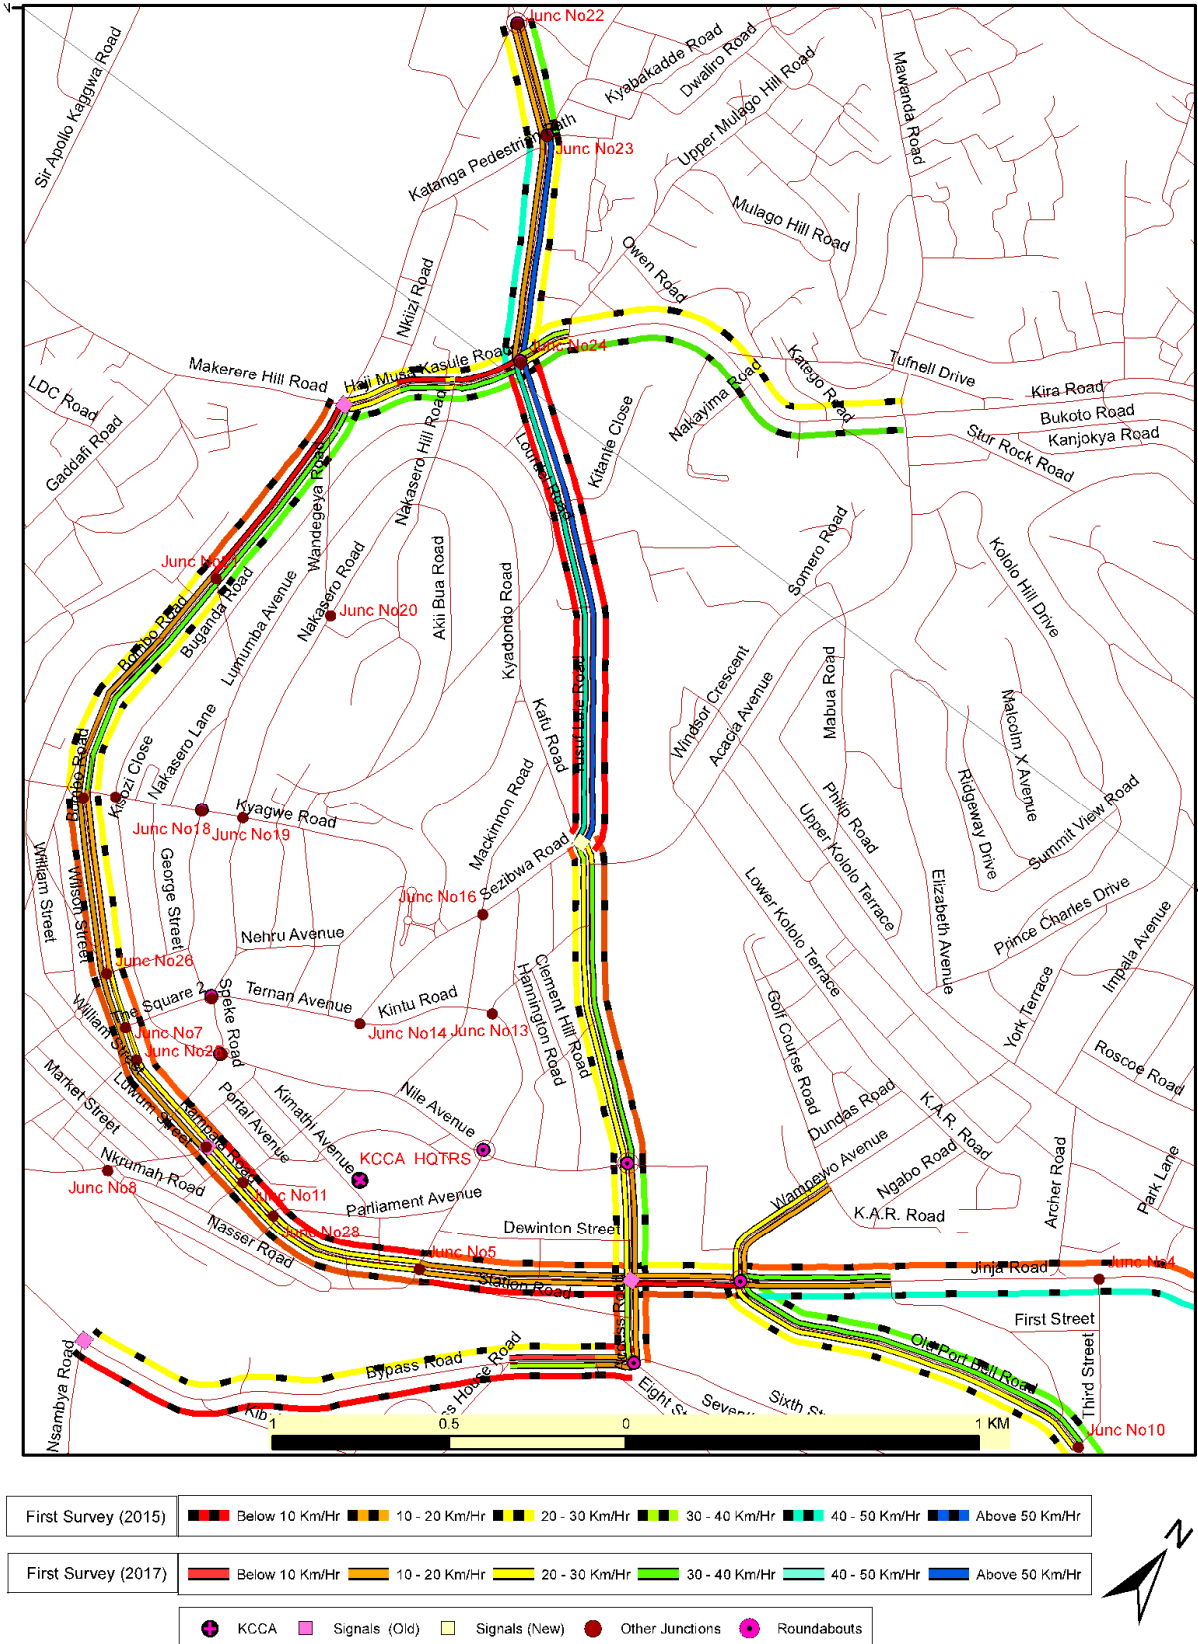 N
Junc No22
Kyabakadde Road
Dwaliro Road
Upper Mulago Hill Road
Mawanda Road
Sir Apollo Kaggwa Road
Katanga Pedestrian Path
Junc No23
Mulago Hill Road
Owen Road
Nkiizi Road
Junc No24
Makerere Hill Road
Haji Musa Kasule Road
Katego Road
Tufnell Drive
Kira Road
Bukoto Road
Kanjokya Road
Stur Rock Road
LDC Road
Gaddafi Road
Nakayima Road
Kitante Close
Lourdel Road
Nakasero Hill Road
Wandegeya Road
Somero Road
Kololo Hill Drive
Bombo Road
Buganda Road
Lumumba Avenue
Nakasero Road
Junc No20
Akii Bua Road
Kyadondo Road
Windsor Crescent
Acacia Avenue
Mabua Road
Malcolm X Avenue
Kafu Road
Yusuf Lule Road
Nakasero Lane
Kisozi Close
Bombo Road
Mackinnon Road
Philip Road
Upper Kololo Terrace
Ridgeway Drive
Summit View Road
Kyagwe Road
Junc No18
Junc No19
William Street
Wilson Street
George Street
Sezibwa Road
Junc No16
Lower Kololo Terrace
Elizabeth Avenue
Prince Charles Drive
Impala Avenue
Nehru Avenue
Junc No26
Clement Hill Road
Hannington Road
Golf Course Road
York Terrace
Ternan Avenue
Kintu Road
Speke Road
William Street
Junc No7
Junc No14
Junc No13
Roscoe Road
Market Street
Luwum Street
Portal Avenue
Kimathi Avenue
Nile Avenue
Kampala Road
Dundas Road
K.A.R. Road
Wampewo Avenue
Ngabo Road
Archer Road
Park Lane
Nkrumah Road
Junc No8
KCCA HQTRS
Junc No11
Parliament Avenue
Dewinton Street
K.A.R. Road
Nasser Road
Junc No28
Junc No5
Station Road
Jinja Road
Junc No4
First Street
Third Street
Old Port Bell Road
Bypass Road
Nsambya Road
Sixth St
Junc No10
1
0.5
0
1 KM
First Survey (2015)
Below 10 Km/Hr
10 - 20 Km/Hr
20 - 30 Km/Hr
30 - 40 Km/Hr
40 - 50 Km/Hr
Above 50 Km/Hr
First Survey (2017)
Below 10 Km/Hr
10 - 20 Km/Hr
20 - 30 Km/Hr
30 - 40 Km/Hr
40 - 50 Km/Hr
Above 50 Km/Hr
N
KCCA
Signals (Old)
Signals (New)
Other Junctions
Roundabouts